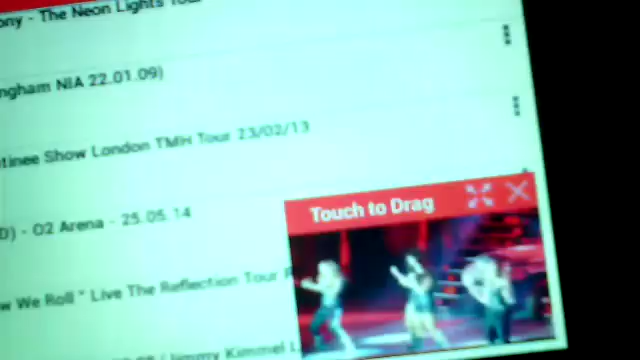 ony - The Neon Lights Tour
ngham NIA 22.01.09)
tinee Show London TMH Tour 23/02/13
D) - O2 Arena - 25.05.14
Touch to Drag
w We Roll " Live The Reflection Tour
/ Jimmy Kimmel L